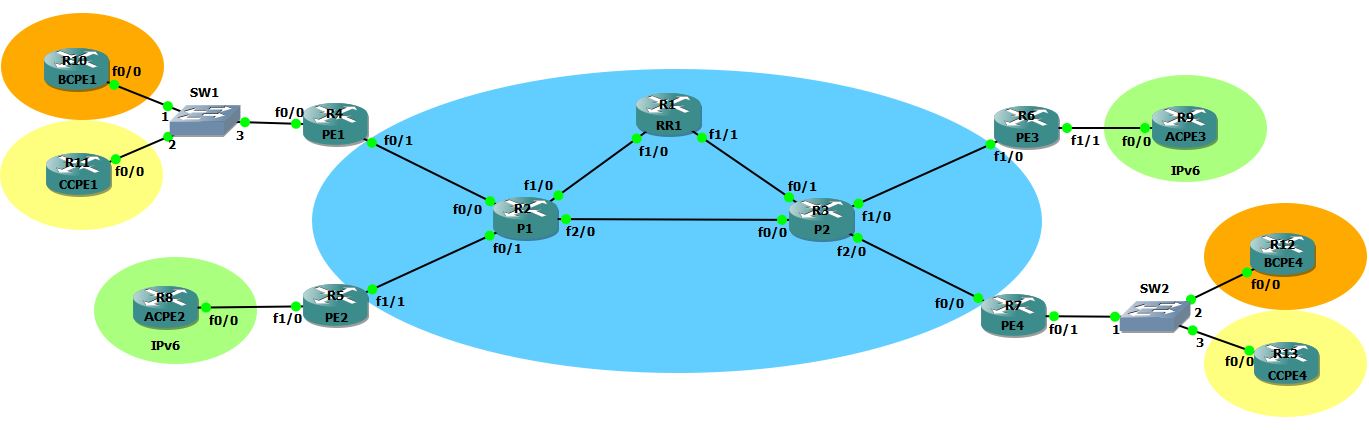 R10
BCPE1
f0/0
SW1
1
2
3
R11
CCPE1
f0/0
f0/0
R4
PE1
f0/1
R1
RR1
f1/0
f1/1
f1/0
f0/0
R2
P1
f2/0
f0/1
f0/1
R3
P2
f0/0
f1/0
f2/0
R6
PE3
f1/0
f1/1
f0/0
R9
ACPE3
IPv6
R8
ACPE2
f0/0
IPv6
f1/0
R5
PE2
f1/1
f0/0
R7
PE4
f0/1
SW2
1
2
3
R12
BCPE4
f0/0
f0/0
R13
CCPE4